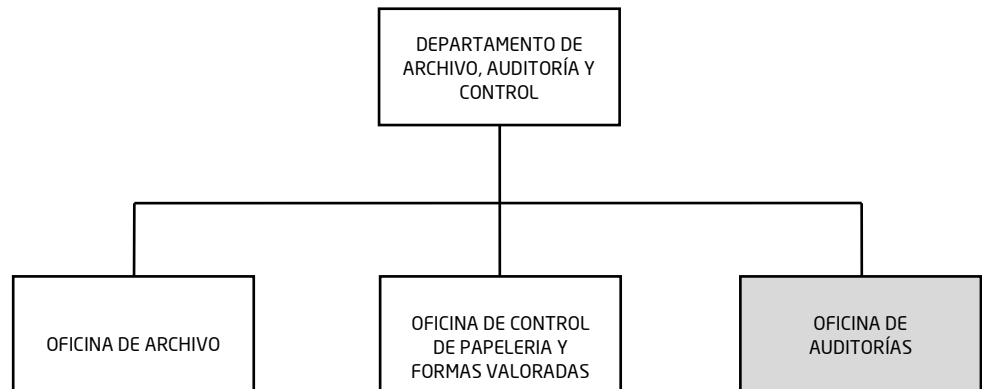 DEPARTAMENTO DE
ARCHIVO, AUDITORÍA Y
CONTROL
OFICINA DE ARCHIVO
OFICINA DE CONTROL
DE PAPELERIA Y
FORMAS VALORADAS
OFICINA DE
AUDITORÍAS